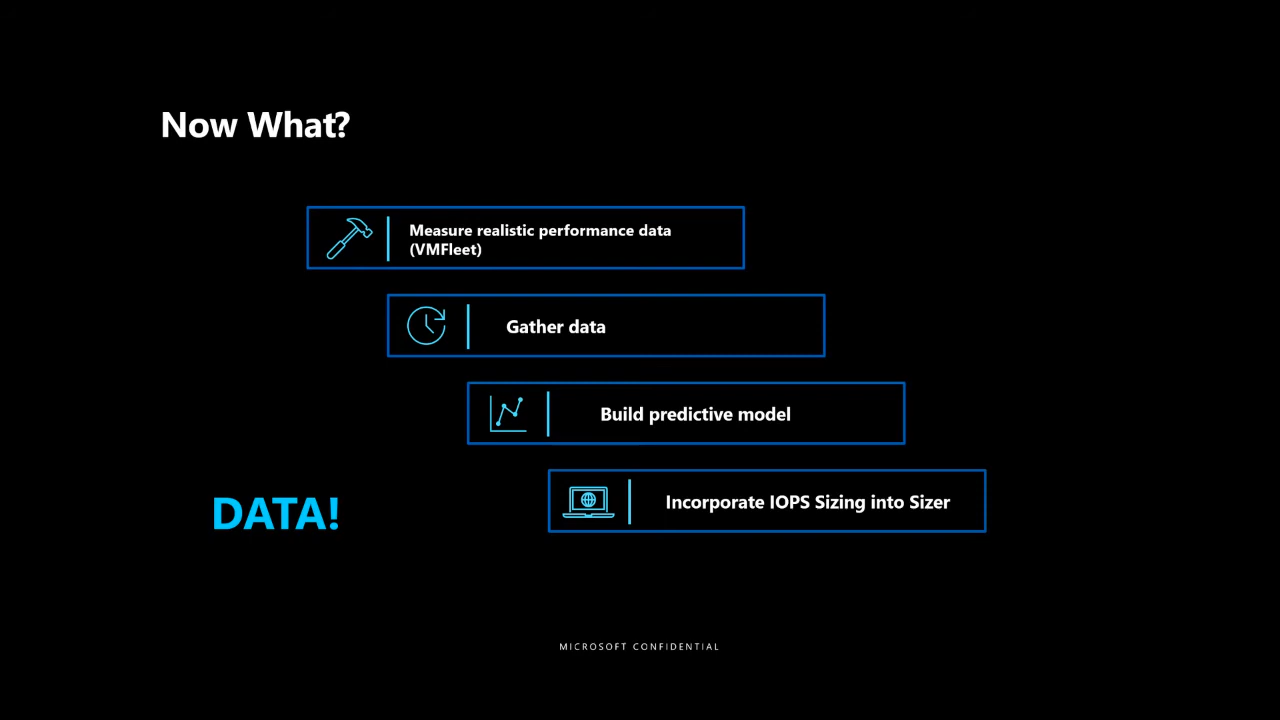 Now What?
Measure realistic performance data
(VMFleet)
Gather data
Build predictive model
Incorporate IOPS Sizing into Sizer
DATA!
MICROSOFT CONFIDENTIAL